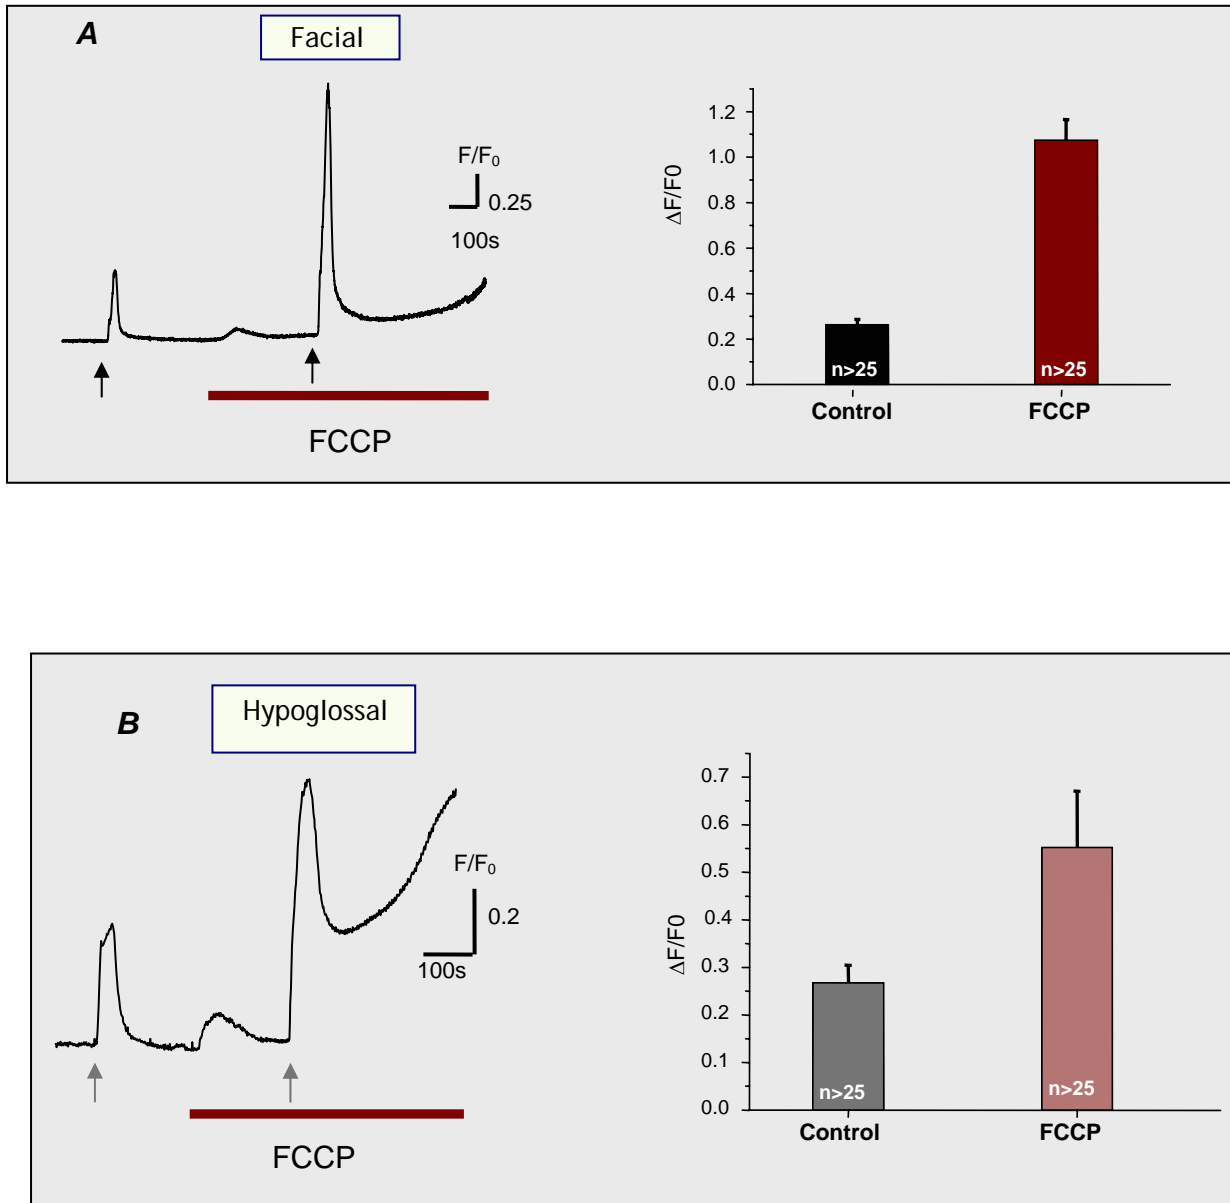 A
Facial
F/F₀
0.25
100s
FCCP
ΔF/F0
1.2
1.0
0.8
0.6
0.4
0.2
0.0
n>25
n>25
Control
FCCP
B
Hypoglossal
F/F₀
0.2
100s
FCCP
ΔF/F0
0.7
0.6
0.5
0.4
0.3
0.2
0.1
0.0
n>25
n>25
Control
FCCP